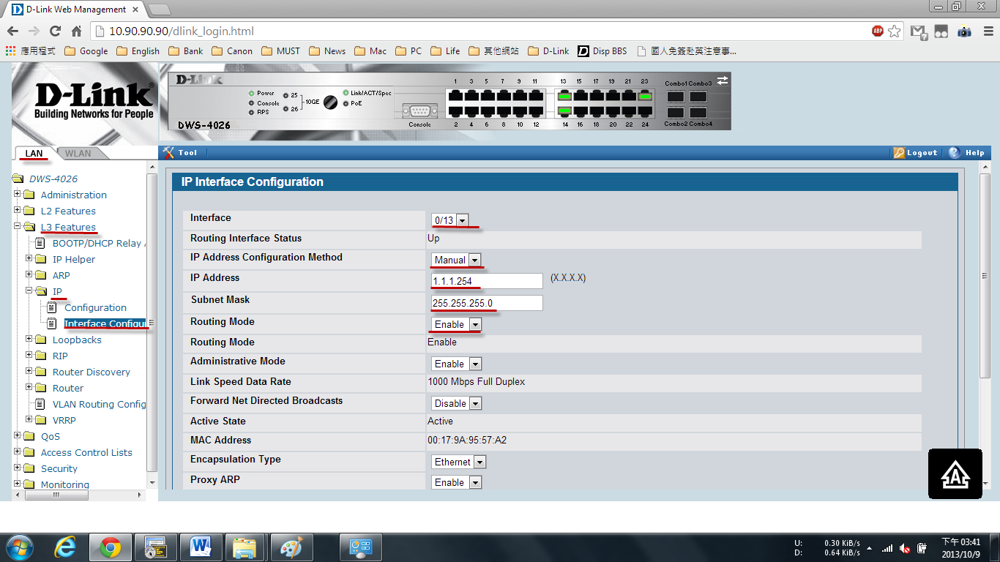 D-Link Web Management
10.90.90.90/dlink_login.html
ABP
應用程式 Google English Bank Canon MUST News Mac PC Life 其他網站 D-Link Disp BBS 國人免簽赴英注意事...
D-Link
Building Networks for People
D-Link
Power
Console
RPS
25
26
10GE
Link/ACT/Spec
PoE
Console
DWS-4026
1 3 5 7 9 11 13 15 17 19 21 23
2 4 6 8 10 12 14 16 18 20 22 24
Combo1 Combo3
Combo2 Combo4
LAN WLAN
Tool
Logout Help
DWS-4026
Administration
L2 Features
L3 Features
BOOTP/DHCP Relay
IP Helper
ARP
IP
Configuration
Interface Configur
Loopbacks
RIP
Router Discovery
Router
VLAN Routing Config
VRRP
QoS
Access Control Lists
Security
Monitoring
IP Interface Configuration
Interface 0/13
Routing Interface Status Up
IP Address Configuration Method Manual
IP Address 1.1.1.254 (X.X.X.X)
Subnet Mask 255.255.255.0
Routing Mode Enable
Routing Mode Enable
Administrative Mode Enable
Link Speed Data Rate 1000 Mbps Full Duplex
Forward Net Directed Broadcasts Disable
Active State Active
MAC Address 00:17:9A:95:57:A2
Encapsulation Type Ethernet
Proxy ARP Enable
A
U: 0.30 KiB/s
D: 0.64 KiB/s
下午 03:41
2013/10/9